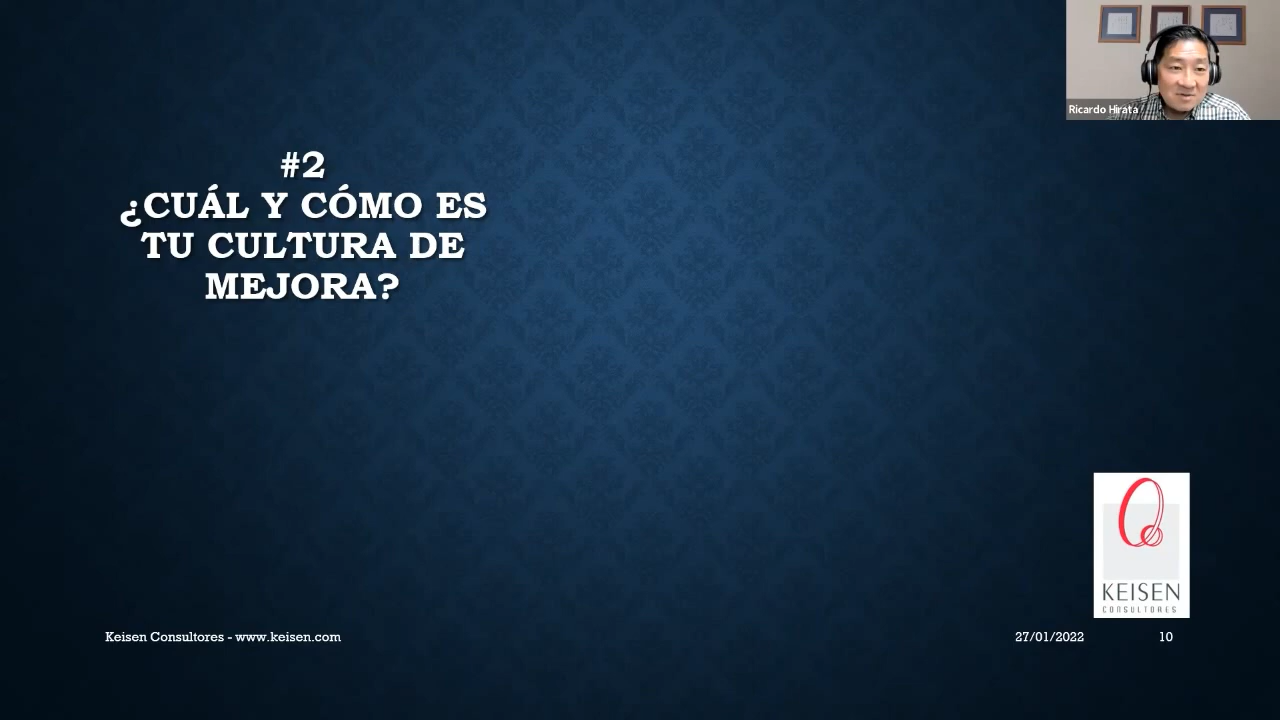 Ricardo Hirata
#2
¿CUÁL Y CÓMO ES
TU CULTURA DE
MEJORA?
KEISEN
CONSULTORES
Keisen Consultores - www.keisen.com
27/01/2022
10